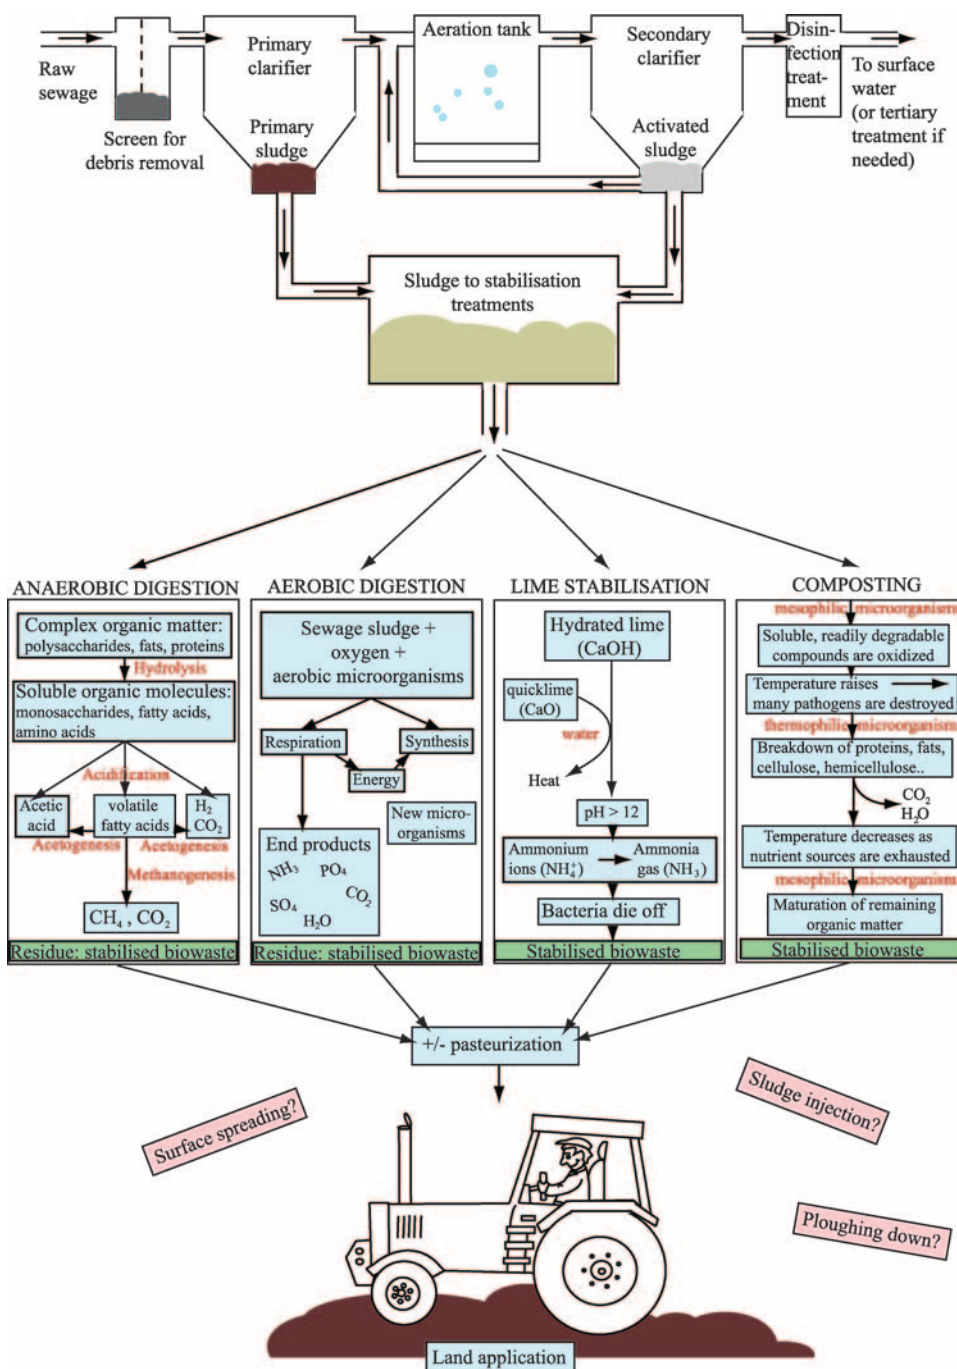 Raw
sewage
Screen for
debris removal
Primary
clarifier
Primary
sludge
Aeration tank
Secondary
clarifier
Activated
sludge
Disin-
fection
treat-
ment
To surface
water
(or tertiary
treatment if
needed)
Sludge to stabilisation
treatments
ANAEROBIC DIGESTION
Complex organic matter:
polysaccharides, fats, proteins
Hydrolysis
Soluble organic molecules:
monosaccharides, fatty acids,
amino acids
Acidification
Acetic
acid
volatile
fatty acids
H₂
CO₂
Acetogenesis
Acetogenesis
Methanogenesis
CH₄ , CO₂
Residue: stabilised biowaste
AEROBIC DIGESTION
Sewage sludge +
oxygen +
aerobic microorganisms
Respiration
Synthesis
Energy
New micro-
organisms
End products
NH₃
PO₄
SO₄
CO₂
H₂O
Residue: stabilised biowaste
LIME STABILISATION
Hydrated lime
(CaOH)
quicklime
(CaO)
water
Heat
pH > 12
Ammonium
ions (NH₄⁺)
Ammonia
gas (NH₃)
Bacteria die off
Stabilised biowaste
COMPOSTING
mesophilic microorganisms
Soluble, readily degradable
compounds are oxidized
Temperature raises
many pathogens are destroyed
thermophilic microorganisms
Breakdown of proteins, fats,
cellulose, hemicellulose..
CO₂
H₂O
Temperature decreases as
nutrient sources are exhausted
mesophilic microorganisms
Maturation of remaining
organic matter
Stabilised biowaste
+/- pasteurization
Surface spreading?
Sludge injection?
Ploughing down?
Land application